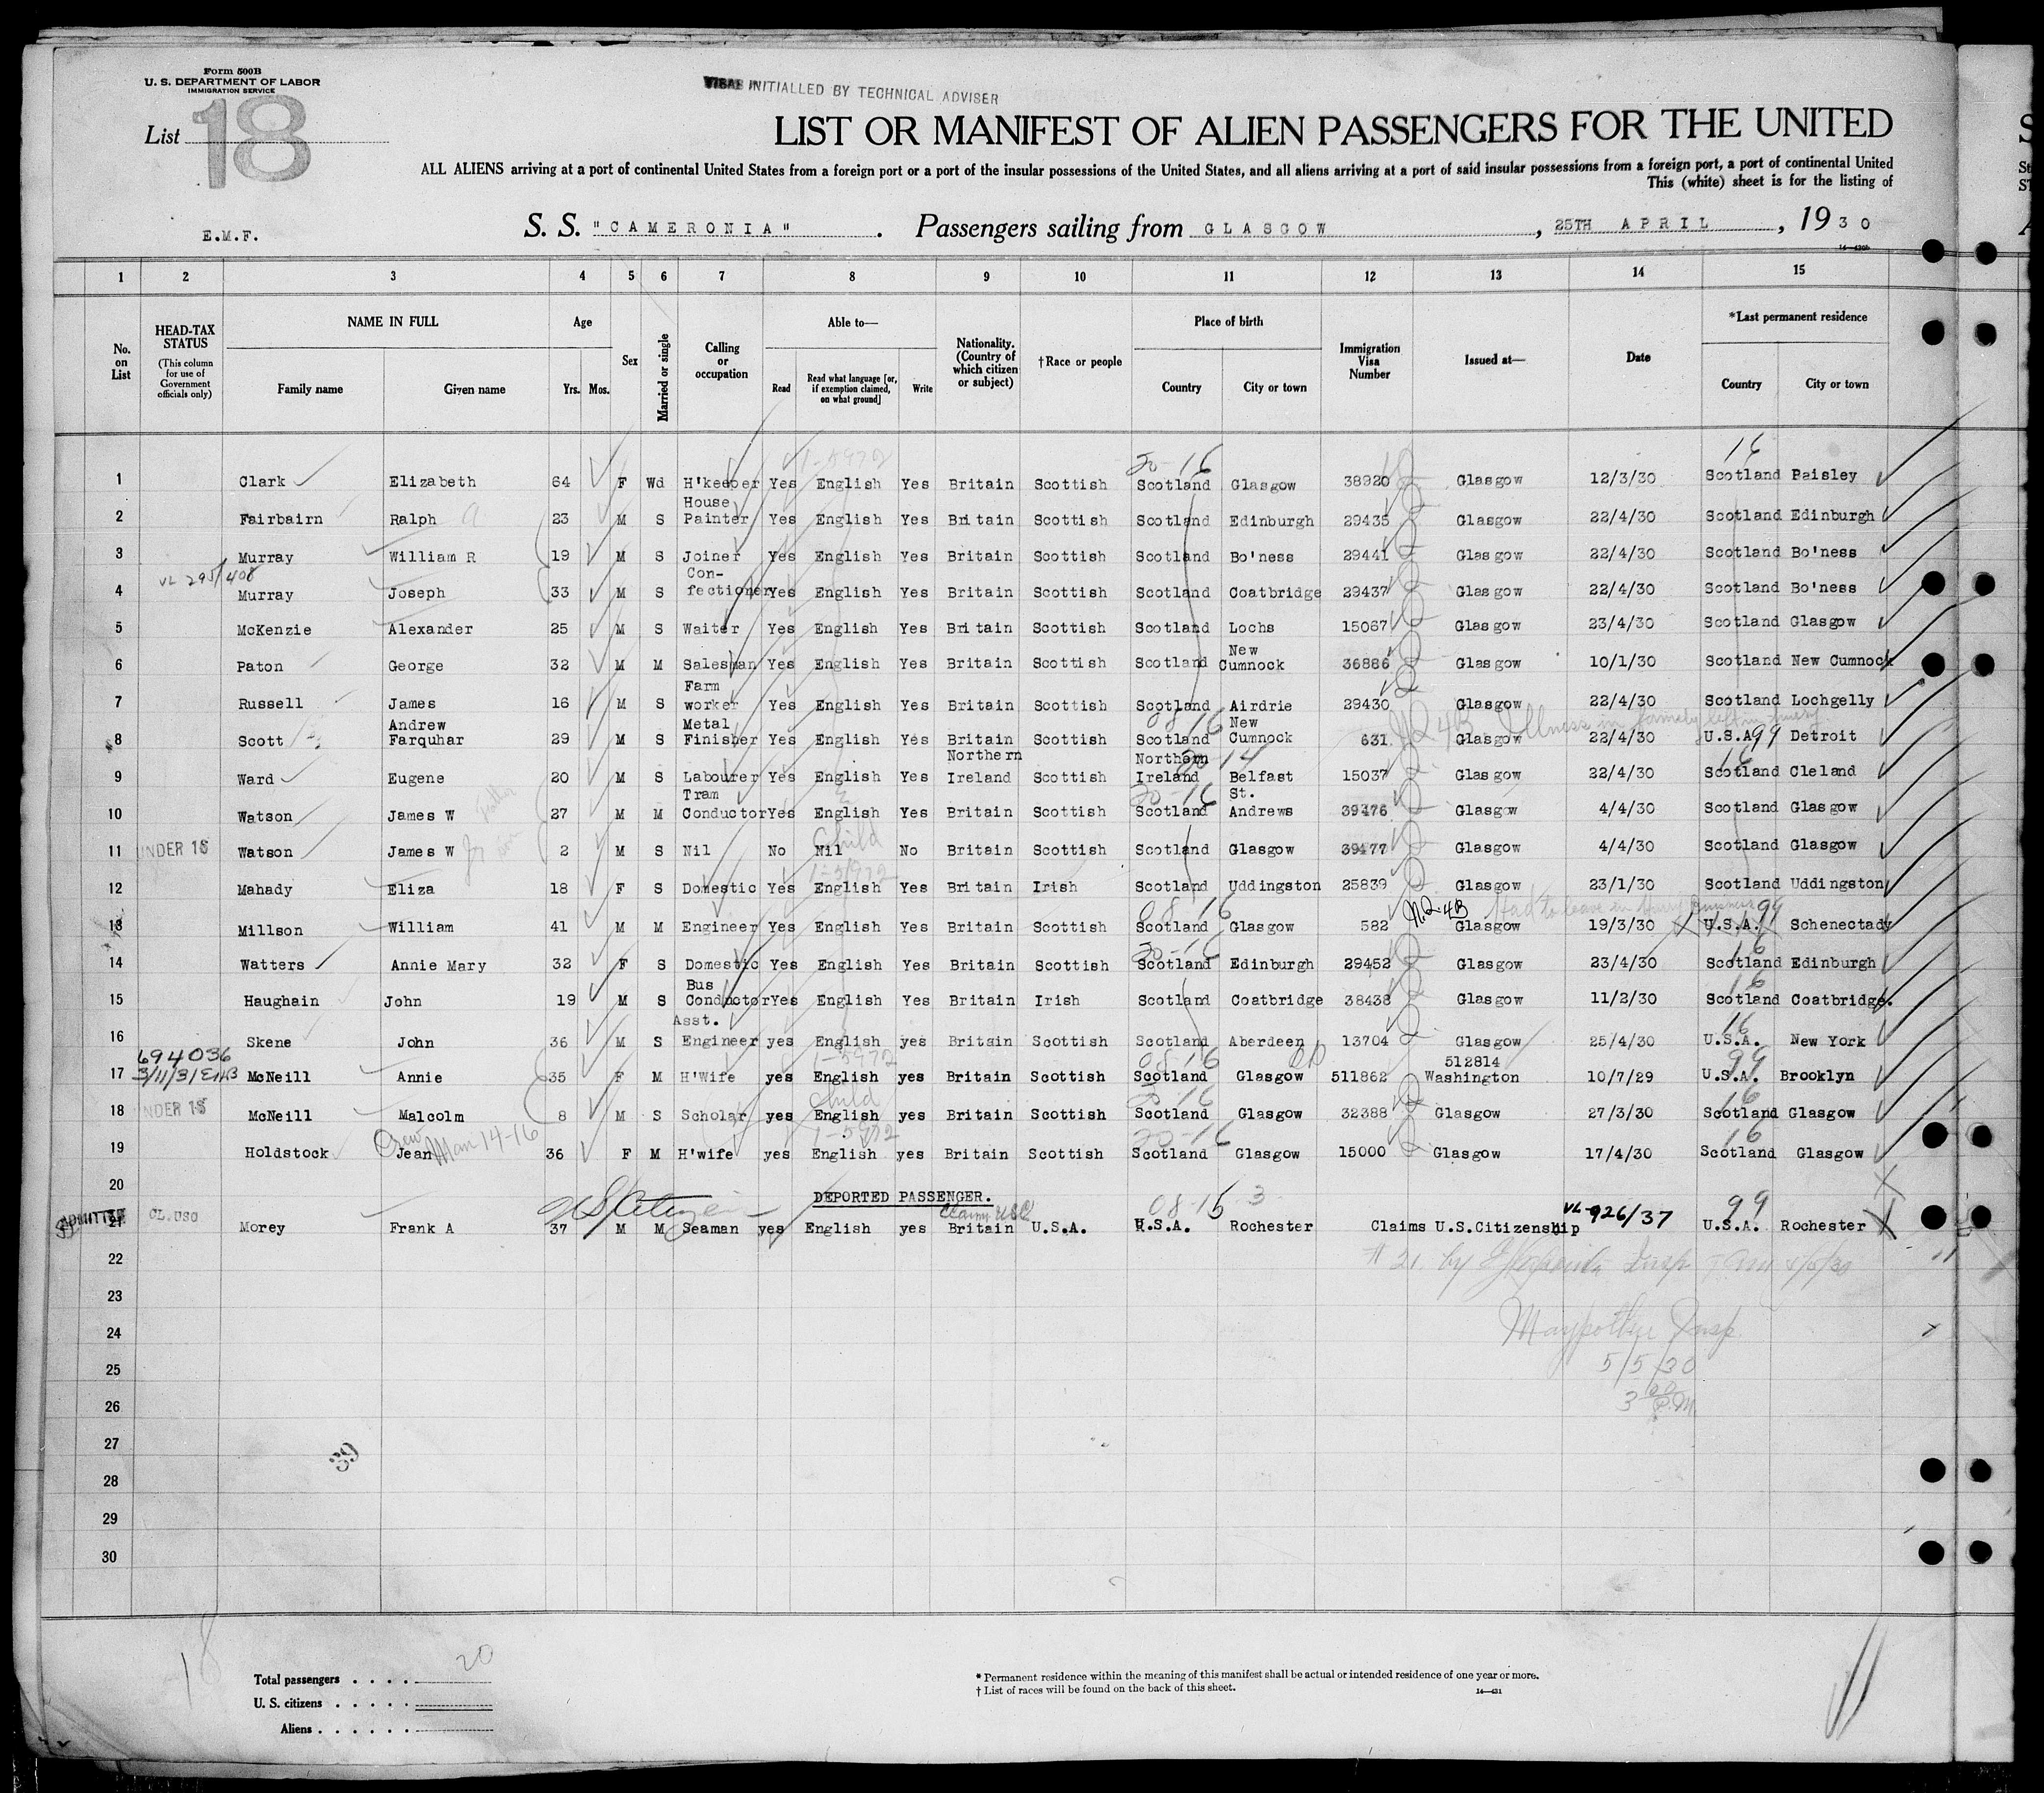 Form 500B
U. S. DEPARTMENT OF LABOR
IMMIGRATION SERVICE
VISAS INITIALLED BY TECHNICAL ADVISER
List 18
LIST OR MANIFEST OF ALIEN PASSENGERS FOR THE UNITED
ALL ALIENS arriving at a port of continental United States from a foreign port or a port of the insular possessions of the United States, and all aliens arriving at a port of said insular possessions from a foreign port, a port of continental United
This (white) sheet is for the listing of
E.M.F. S. S. "CAMERONIA" . Passengers sailing from GLASGOW , 25TH APRIL , 1930
1 2 3 4 5 6 7 8 9 10 11 12 13 14 15
No. on List
HEAD-TAX STATUS (This column for use of Government officials only)
NAME IN FULL Family name Given name
Age Yrs. Mos.
Sex
Married or single
Calling or occupation
Able to— Read Read what language [or, if exemption claimed, on what ground] Write
Nationality. (Country of which citizen or subject)
†Race or people
Place of birth Country City or town
Immigration Visa Number
Issued at—
Date
*Last permanent residence Country City or town
20-16 16
1 Clark Elizabeth 64 F Wd H'keeper Yes English Yes Britain Scottish Scotland Glasgow 38920 Glasgow 12/3/30 Scotland Paisley
2 Fairbairn Ralph 23 M S House Painter Yes English Yes Britain Scottish Scotland Edinburgh 29435 Glasgow 22/4/30 Scotland Edinburgh
3 Murray William R 19 M S Joiner Yes English Yes Britain Scottish Scotland Bo'ness 29441 Glasgow 22/4/30 Scotland Bo'ness
VL 295/408
4 Murray Joseph 33 M S Con-fectioner Yes English Yes Britain Scottish Scotland Coatbridge 29437 Glasgow 22/4/30 Scotland Bo'ness
5 McKenzie Alexander 25 M S Waiter Yes English Yes Britain Scottish Scotland Lochs 15067 Glasgow 23/4/30 Scotland Glasgow
6 Paton George 32 M M Salesman Yes English Yes Britain Scottish Scotland New Cumnock 36886 Glasgow 10/1/30 Scotland New Cumnock
7 Russell James 16 M S Farm worker Yes English Yes Britain Scottish Scotland Airdrie 29430 Glasgow 22/4/30 Scotland Lochgelly
8 Scott Andrew Farquhar 29 M S Metal Finisher Yes English Yes Britain Scottish Scotland New Cumnock 631 Glasgow 22/4/30 U.S.A. 99 Detroit
9 Ward Eugene 20 M S Labourer Yes English Yes Northern Ireland Scottish Northern Ireland Belfast 15037 Glasgow 22/4/30 Scotland Cleland
10 Watson James W 27 M M Tram Conductor Yes English Yes Britain Scottish Scotland St. Andrews 39476 Glasgow 4/4/30 Scotland Glasgow
Child
11 UNDER 16 Watson James W 2 M S Nil No Nil No Britain Scottish Scotland Glasgow 39477 Glasgow 4/4/30 Scotland Glasgow
12 Mahady Eliza 18 F S Domestic Yes English Yes Britain Irish Scotland Uddingston 25839 Glasgow 23/1/30 Scotland Uddingston
08 16 99
13 Millson William 41 M M Engineer Yes English Yes Britain Scottish Scotland Glasgow 582 Glasgow 19/3/30 U.S.A. Schenectady
14 Watters Annie Mary 32 F S Domestic Yes English Yes Britain Scottish Scotland Edinburgh 29452 Glasgow 23/4/30 Scotland Edinburgh
15 Haughain John 19 M S Bus Conductor Yes English Yes Britain Irish Scotland Coatbridge 38438 Glasgow 11/2/30 Scotland Coatbridge.
16 Skene John 36 M S Asst. Engineer yes English yes Britain Scottish Scotland Aberdeen 13704 Glasgow 25/4/30 U.S.A. New York
694036
17 McNeill Annie 35 F M H'Wife yes English yes Britain Scottish Scotland Glasgow 511862 512814 Washington 10/7/29 U.S.A. Brooklyn
Child
18 UNDER 16 McNeill Malcolm 8 M S Scholar yes English yes Britain Scottish Scotland Glasgow 32388 Glasgow 27/3/30 Scotland Glasgow
19 Holdstock Jean 36 F M H'wife yes English yes Britain Scottish Scotland Glasgow 15000 Glasgow 17/4/30 Scotland Glasgow
20 DEPORTED PASSENGER.
US Citizen Claims USC VL-926/37 99
ADMITTED
21 Morey Frank A 37 M M Seaman yes English yes Britain U.S.A. U.S.A. Rochester Claims U.S.Citizenship U.S.A. Rochester
22
23
24
25 5/5/30
26
27
28
29
30
39
18
Total passengers . . . . 20
U. S. citizens . . . . .
Aliens . . . . . .
* Permanent residence within the meaning of this manifest shall be actual or intended residence of one year or more.
† List of races will be found on the back of this sheet.
14—431